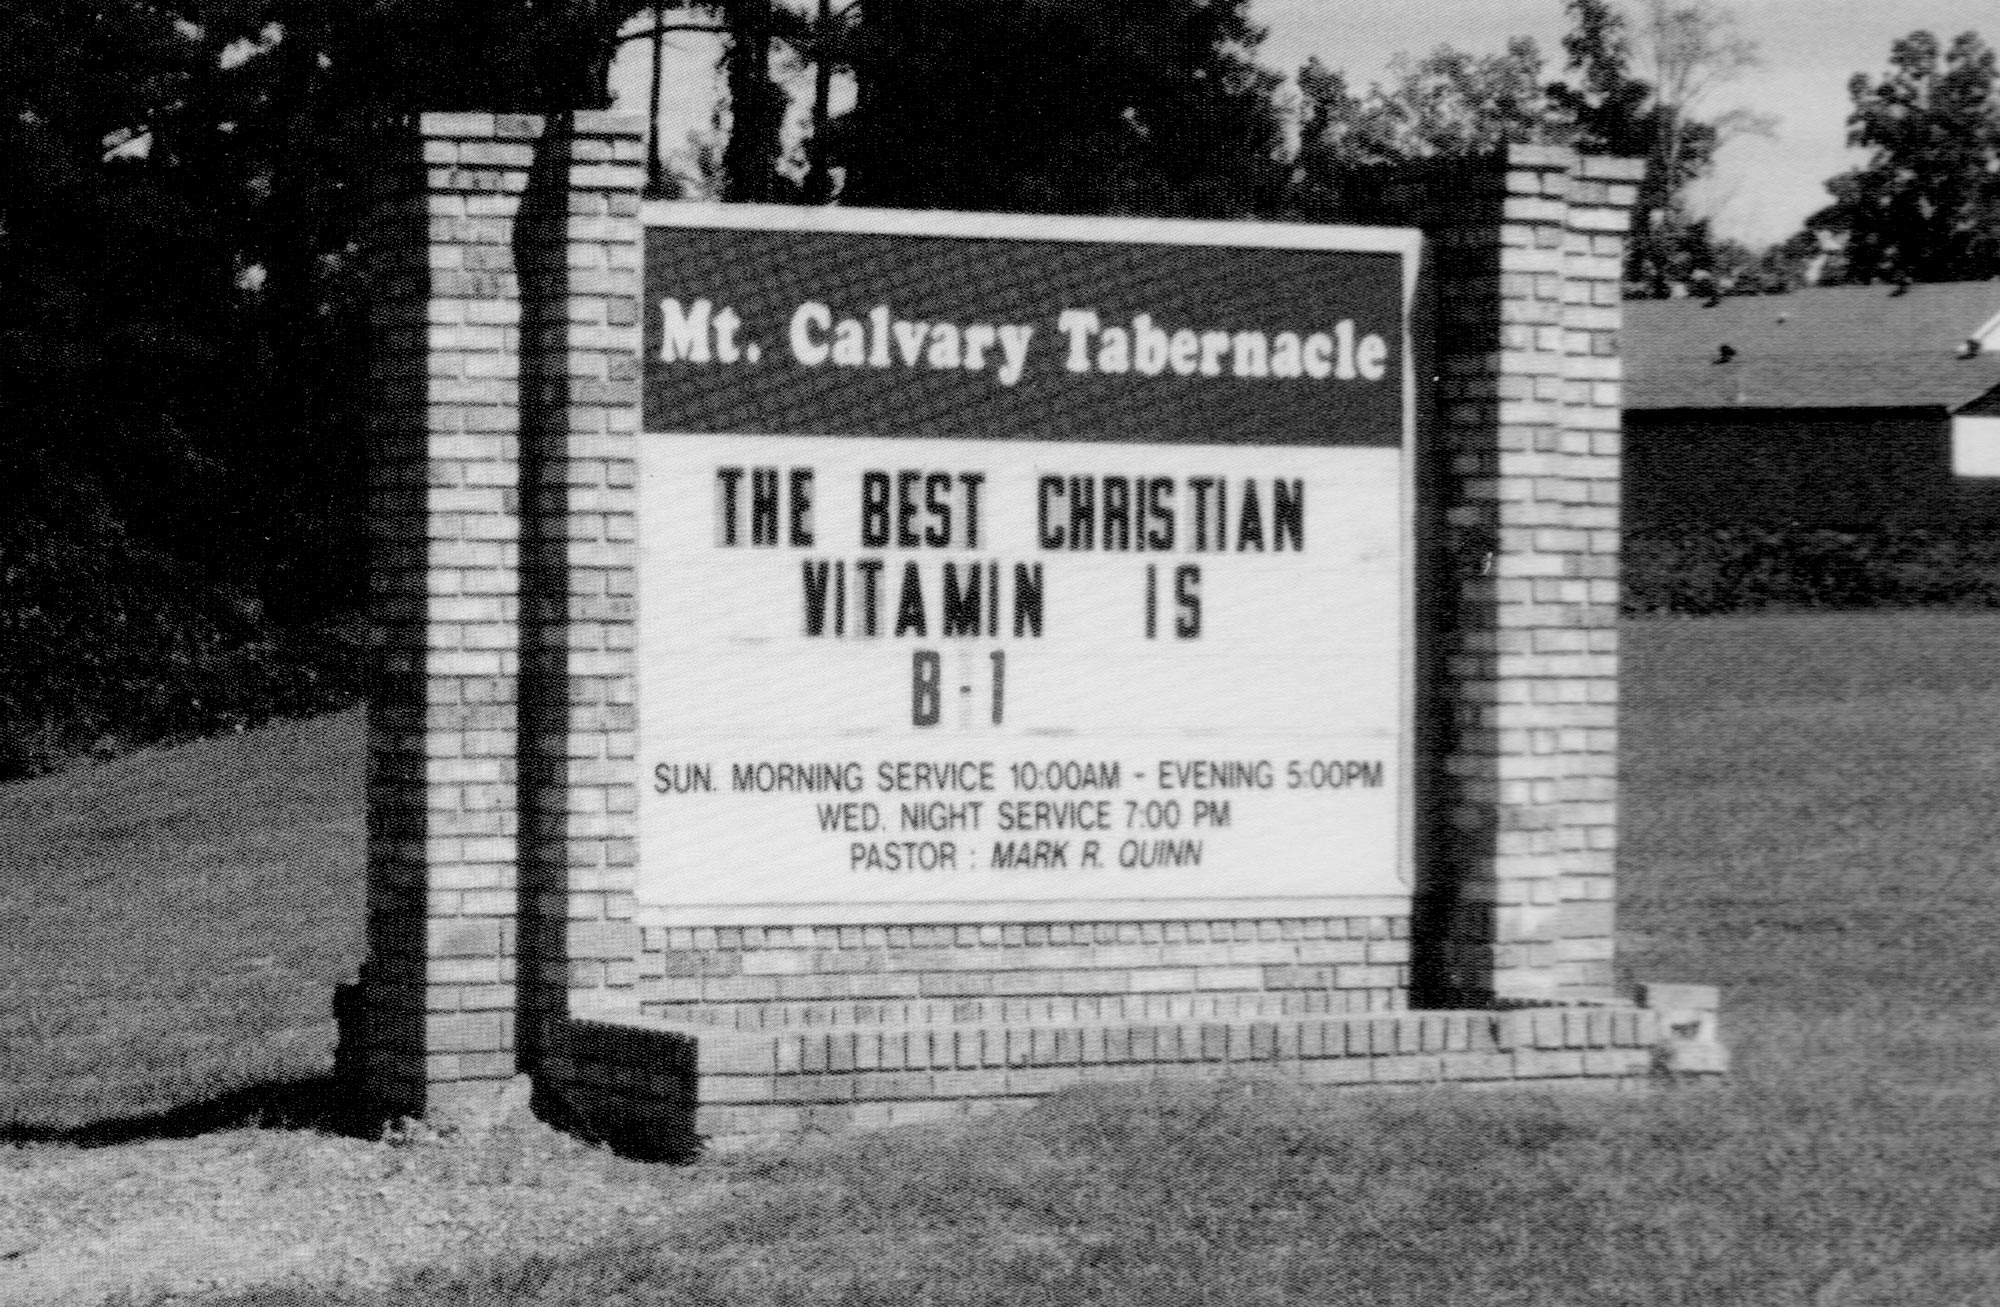 Mt. Calvary Tabernacle
THE BEST CHRISTIAN
VITAMIN IS
B-1
SUN. MORNING SERVICE 10:00AM - EVENING 5:00PM
WED. NIGHT SERVICE 7:00 PM
PASTOR : MARK R. QUINN